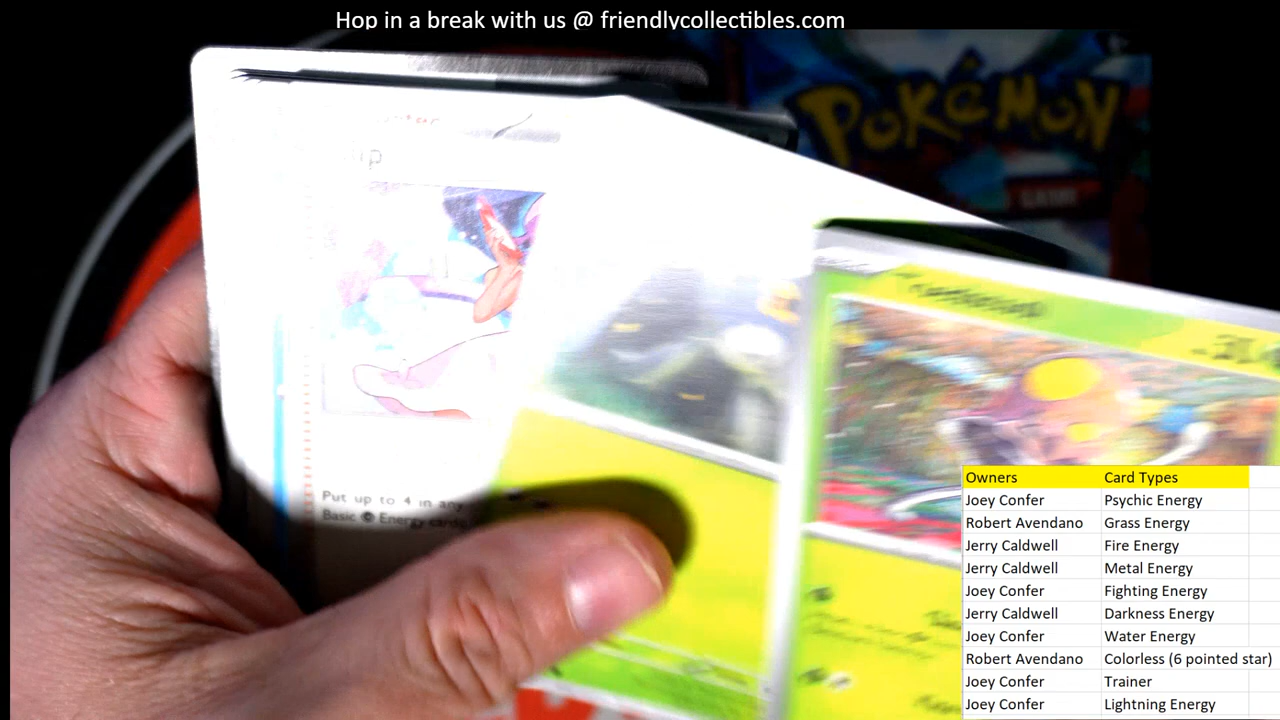 Hop in a break with us @ friendlycollectibles.com
POKéMON
Put up to 4 in any
Basic Energy cards
Owners Card Types
Joey Confer Psychic Energy
Robert Avendano Grass Energy
Jerry Caldwell Fire Energy
Jerry Caldwell Metal Energy
Joey Confer Fighting Energy
Jerry Caldwell Darkness Energy
Joey Confer Water Energy
Robert Avendano Colorless (6 pointed star)
Joey Confer Trainer
Joey Confer Lightning Energy